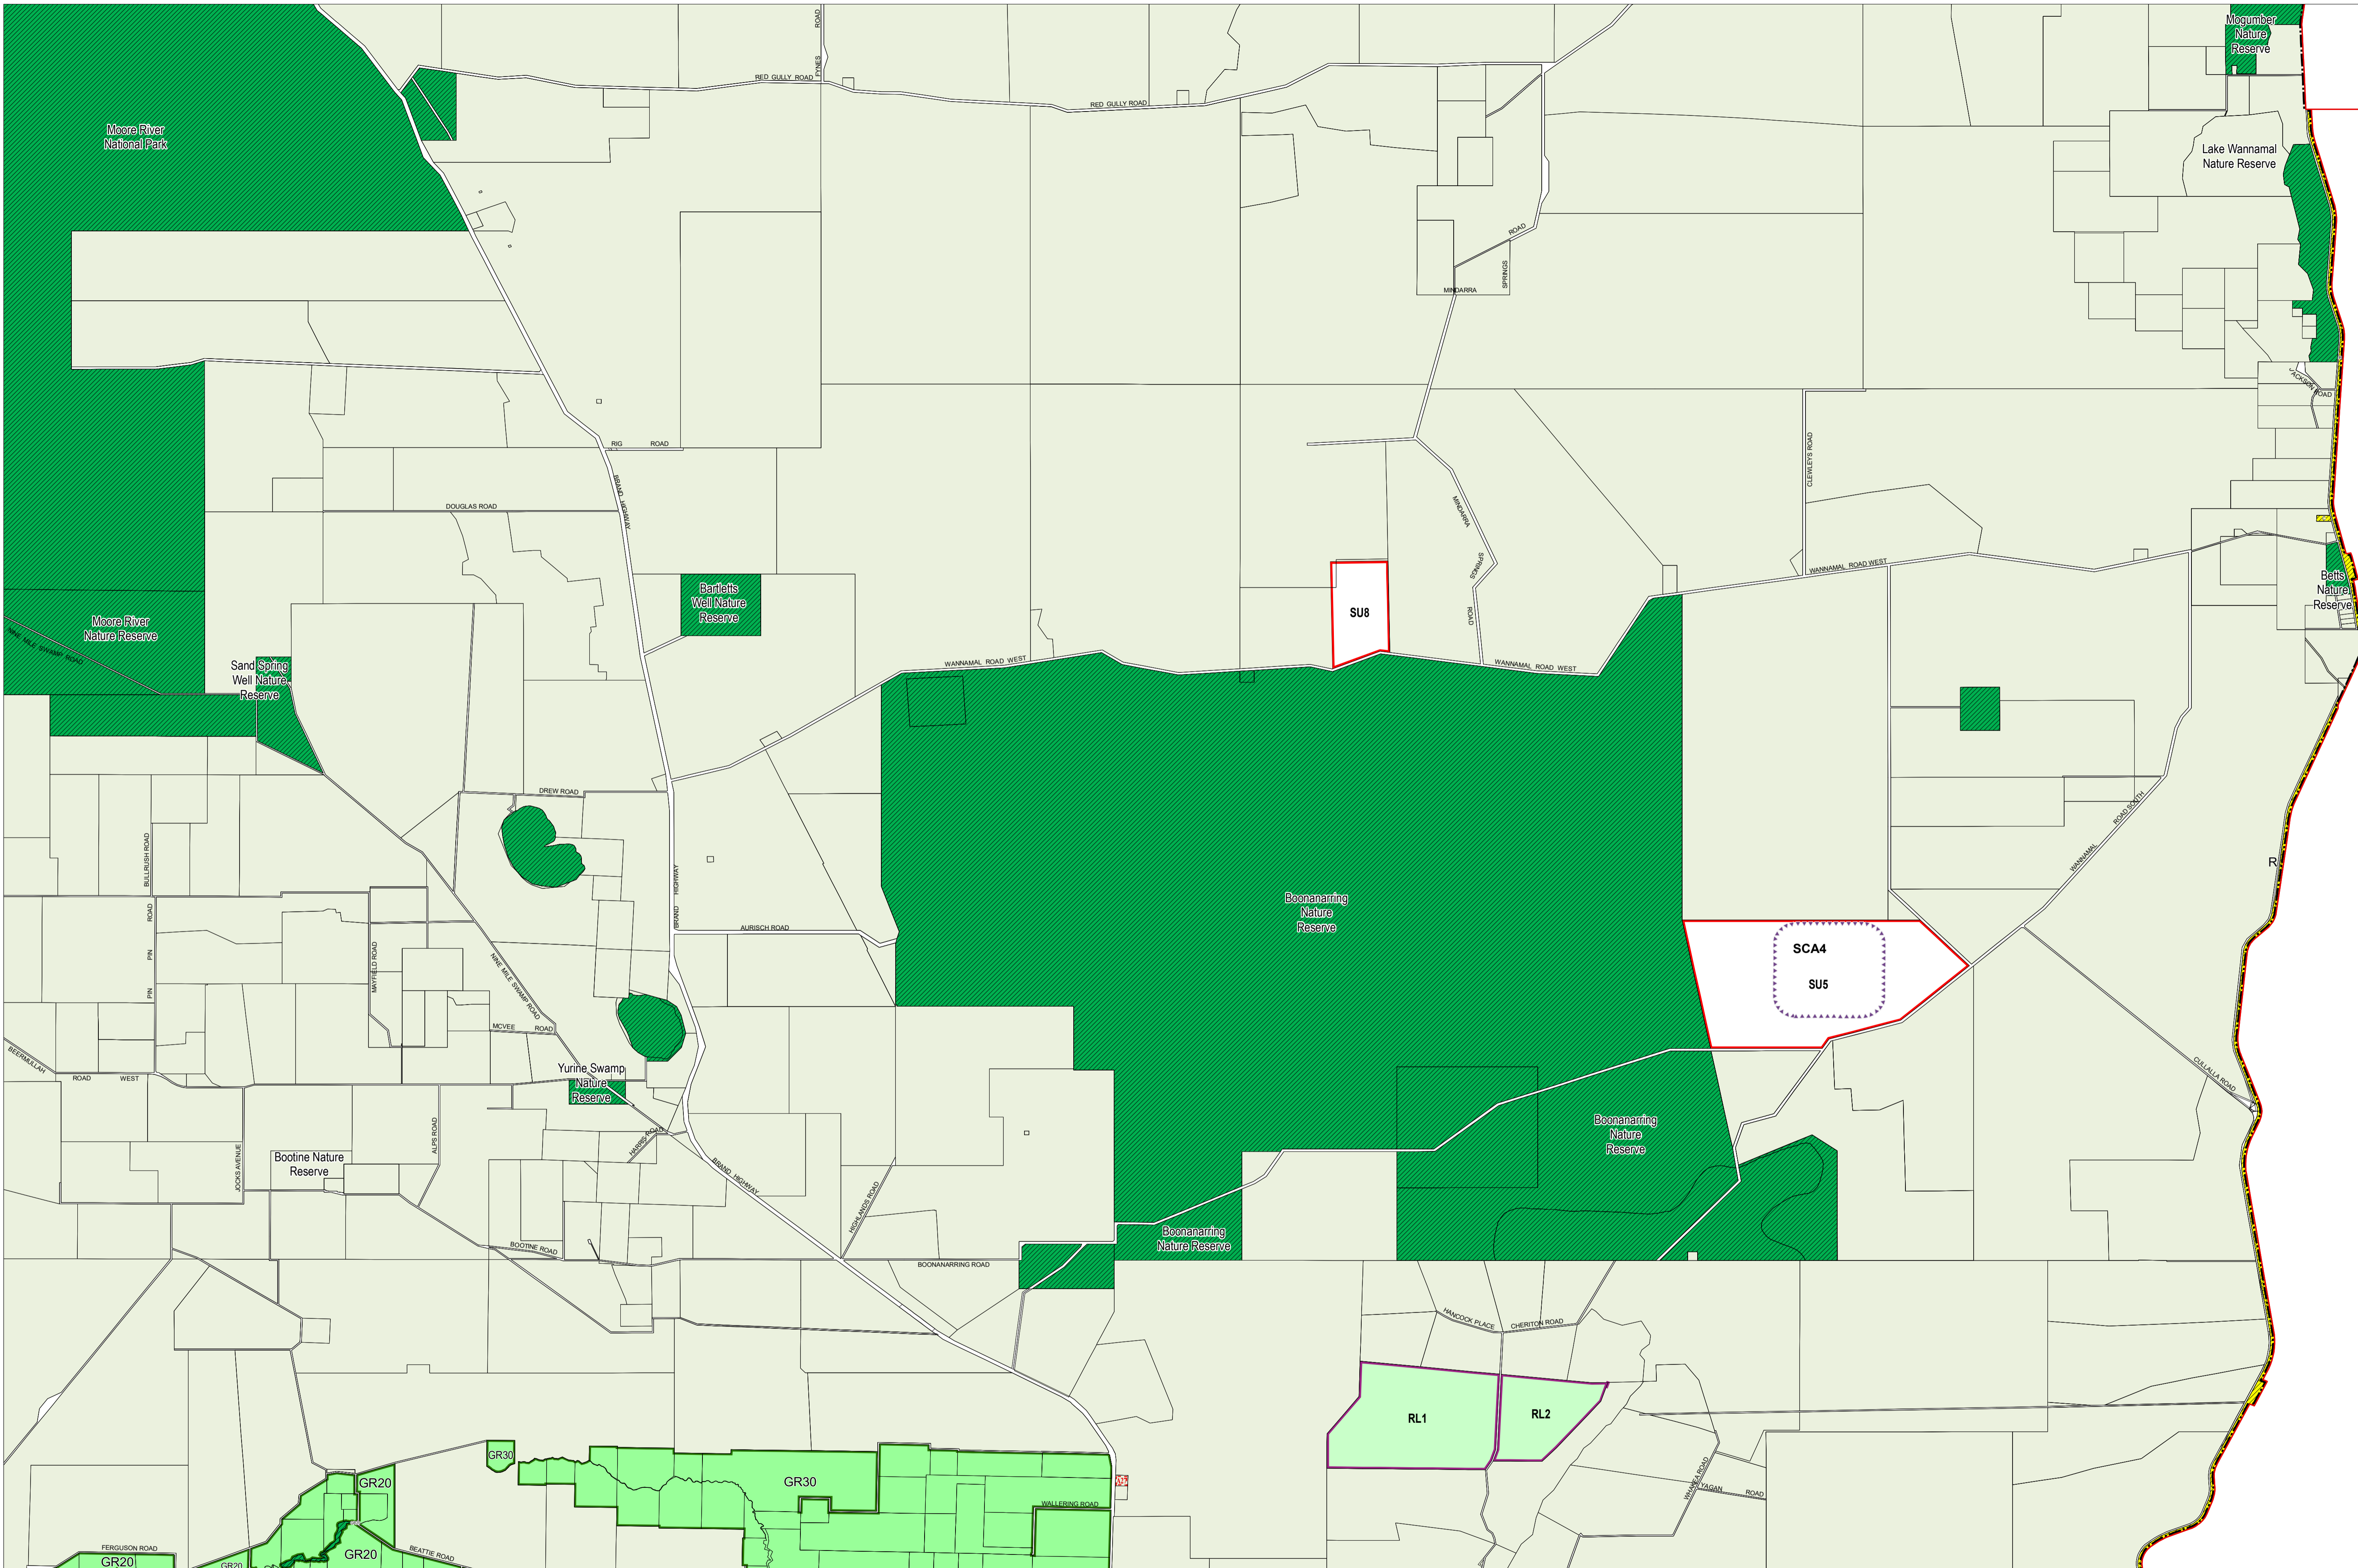 Mogumber
Nature
Reserve
ROAD
FYNES
RED GULLY ROAD
RED GULLY ROAD
Moore River
National Park
Lake Wannamal
Nature Reserve
ROAD
SPRINGS
MINDARRA
JACKSON ROAD
RIG ROAD
CLEWLEYS ROAD
BRAND HIGHWAY
DOUGLAS ROAD
MINDARRA
SPRINGS
ROAD
WANNAMAL ROAD WEST
Betts
Nature
Reserve
Bartletts
Well Nature
Reserve
SU8
Moore River
Nature Reserve
NINE MILE SWAMP ROAD
Sand Spring
Well Nature
Reserve
WANNAMAL ROAD WEST
WANNAMAL ROAD WEST
DREW ROAD
ROAD SOUTH
WANNAMAL
BULLRUSH ROAD
R
BRAND HIGHWAY
Boonanarring
Nature
Reserve
PIN PIN ROAD
MAYFIELD ROAD
AURISCH ROAD
SCA4
SU5
NINE MILE SWAMP ROAD
MCVEE ROAD
BEERMULLAH
ROAD WEST
Yurine Swamp
Nature
Reserve
CULLALLA ROAD
Boonanarring
Nature
Reserve
ALPS ROAD
HARRIS ROAD
JOOKS AVENUE
Bootine Nature
Reserve
BRAND HIGHWAY
HIGHLANDS ROAD
Boonanarring
Nature Reserve
BOOTINE ROAD
BOONANARRING ROAD
HANCOCK PLACE
CHERITON ROAD
RL1
RL2
GR30
GR20
GR30
WHAKEA ROAD
YAGAN ROAD
WALLERING ROAD
FERGUSON ROAD
GR20
GR20
GR20
BEATTIE ROAD